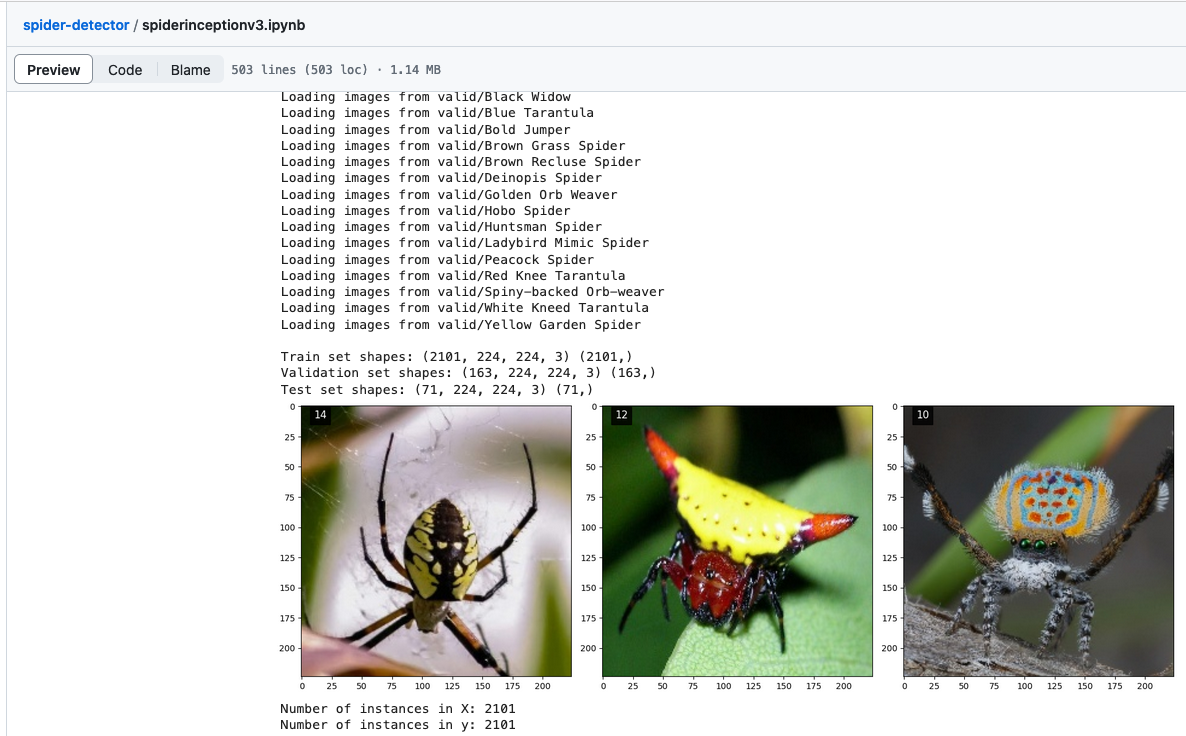 spider-detector / spiderinceptionv3.ipynb
Preview Code Blame 503 lines (503 loc) · 1.14 MB
Loading images from valid/Black Widow
Loading images from valid/Blue Tarantula
Loading images from valid/Bold Jumper
Loading images from valid/Brown Grass Spider
Loading images from valid/Brown Recluse Spider
Loading images from valid/Deinopis Spider
Loading images from valid/Golden Orb Weaver
Loading images from valid/Hobo Spider
Loading images from valid/Huntsman Spider
Loading images from valid/Ladybird Mimic Spider
Loading images from valid/Peacock Spider
Loading images from valid/Red Knee Tarantula
Loading images from valid/Spiny-backed Orb-weaver
Loading images from valid/White Kneed Tarantula
Loading images from valid/Yellow Garden Spider
Train set shapes: (2101, 224, 224, 3) (2101,)
Validation set shapes: (163, 224, 224, 3) (163,)
Test set shapes: (71, 224, 224, 3) (71,)
0 14 0 12 0 10
25 25 25
50 50 50
75 75 75
100 100 100
125 125 125
150 150 150
175 175 175
200 200 200
0 25 50 75 100 125 150 175 200 0 25 50 75 100 125 150 175 200 0 25 50 75 100 125 150 175 200
Number of instances in X: 2101
Number of instances in y: 2101